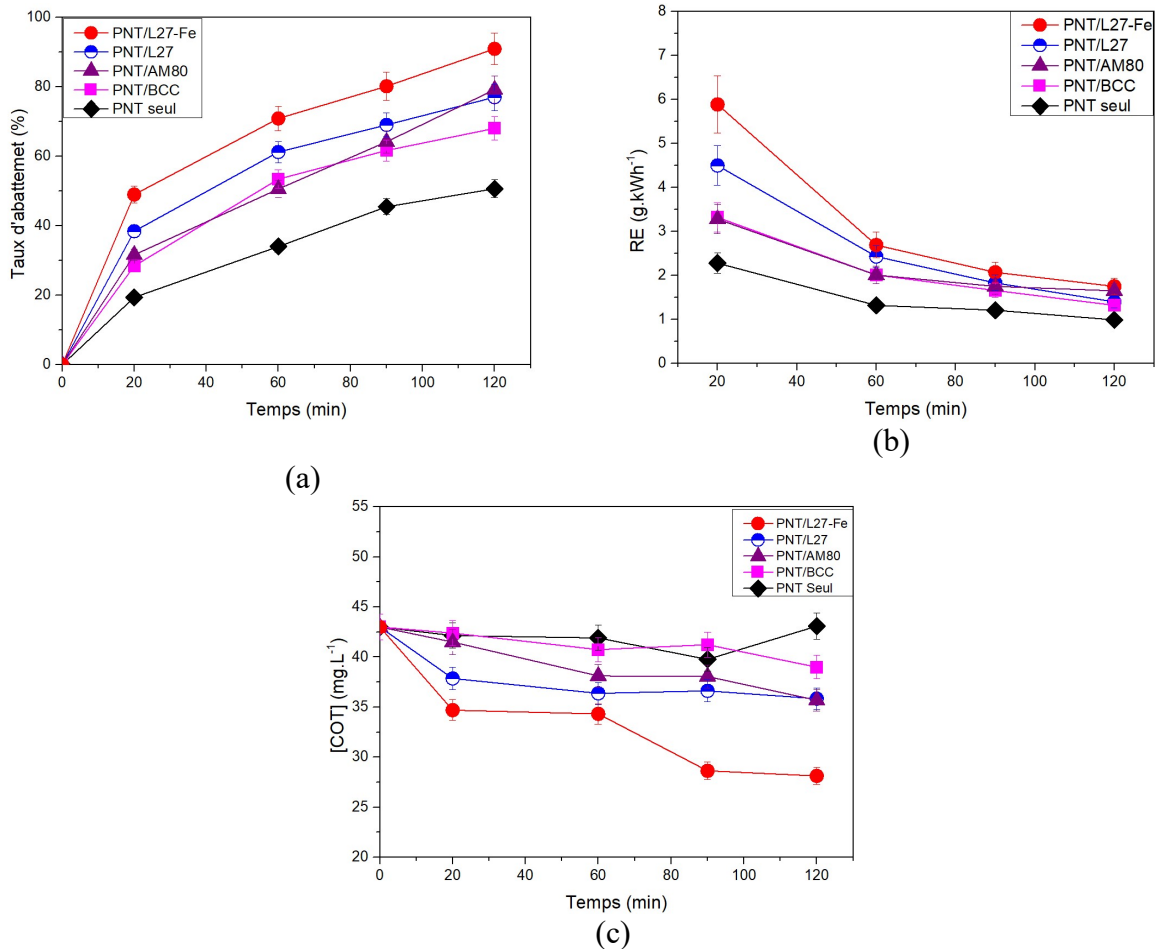 100
80
60
40
20
0
Taux d'abattemet (%)
PNT/L27-Fe
PNT/L27
PNT/AM80
PNT/BCC
PNT seul
0 20 40 60 80 100 120
Temps (min)
(a)
8
7
6
5
4
3
2
1
0
RE (g.kWh⁻¹)
PNT/L27-Fe
PNT/L27
PNT/AM80
PNT/BCC
PNT seul
20 40 60 80 100 120
Temps (min)
(b)
55
50
45
40
35
30
25
20
[COT] (mg.L⁻¹)
PNT/L27-Fe
PNT/L27
PNT/AM80
PNT/BCC
PNT Seul
0 20 40 60 80 100 120
Temps (min)
(c)